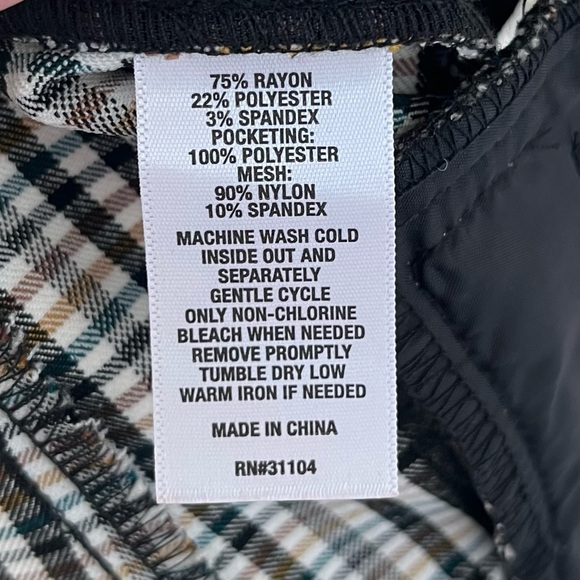 75% RAYON
22% POLYESTER
3% SPANDEX
POCKETING:
100% POLYESTER
MESH:
90% NYLON
10% SPANDEX
MACHINE WASH COLD
INSIDE OUT AND
SEPARATELY
GENTLE CYCLE
ONLY NON-CHLORINE
BLEACH WHEN NEEDED
REMOVE PROMPTLY
TUMBLE DRY LOW
WARM IRON IF NEEDED
MADE IN CHINA
RN#31104